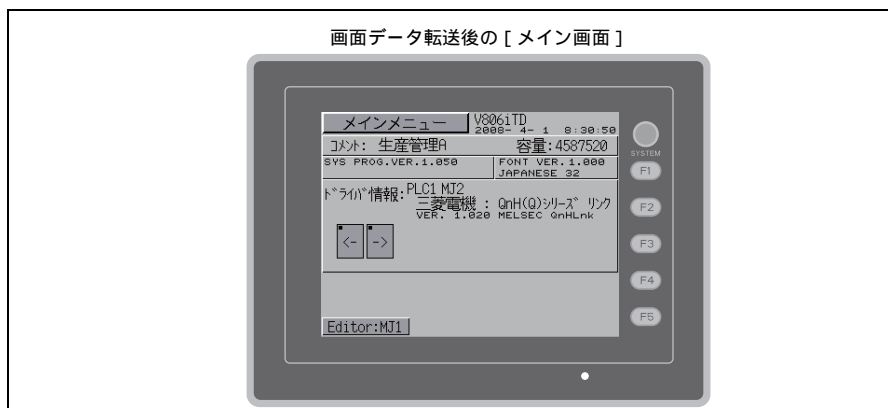 画面データ転送後の [ メイン画面 ]
メインメニュー V806iTD
2008- 4- 1 8:30:50
コメント: 生産管理A 容量:4587520
SYS PROG.VER.1.050 FONT VER.1.000
JAPANESE 32
ドライバ情報: PLC1 MJ2
三菱電機 : QnH(Q)シリーズ リンク
VER. 1.020 MELSEC QnHLnk
<- ->
Editor:MJ1
SYSTEM
F1
F2
F3
F4
F5